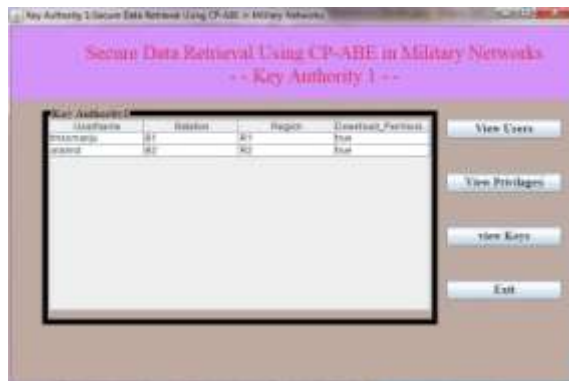 Key Authority 1:Secure Data Retrieval Using CP-ABE in Military Networks
Secure Data Retrieval Using CP-ABE in Military Networks
- - Key Authority 1 - -
Key Authority1
Username Battalion Region Download_Permissi..
B1 R1 true
B2 R2 true
View Users
View Privilages
view Keys
Exit